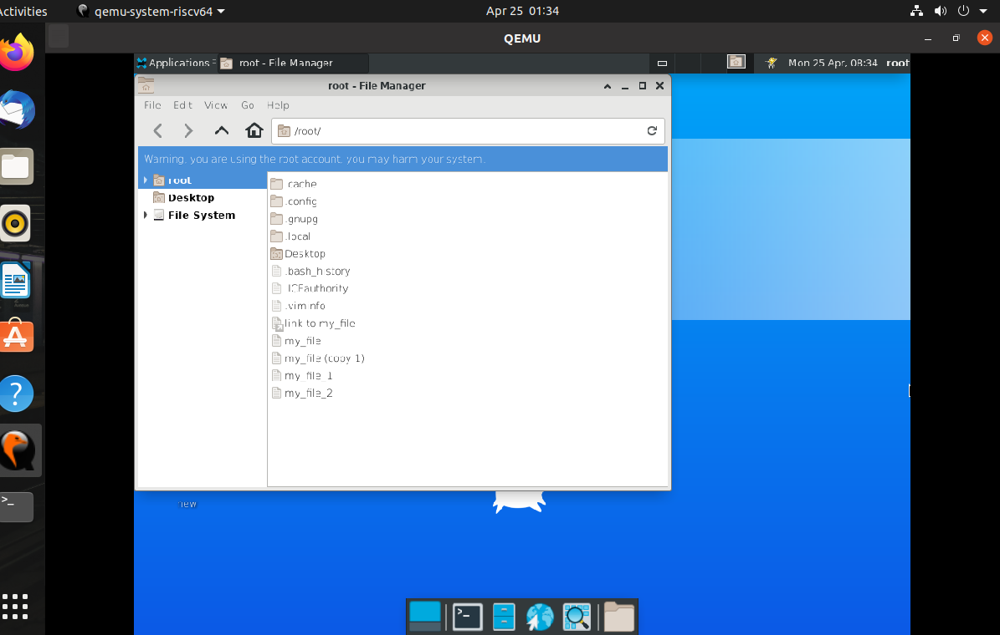 Activities
qemu-system-riscv64
Apr 25 01:34
QEMU
Applications
root - File Manager
Mon 25 Apr, 08:34
root
root - File Manager
File Edit View Go Help
/root/
Warning, you are using the root account, you may harm your system.
root
Desktop
File System
.cache
.config
.gnupg
.local
Desktop
.bash_history
.ICEauthority
.viminfo
link to my_file
my_file
my_file (copy 1)
my_file_1
my_file_2
new